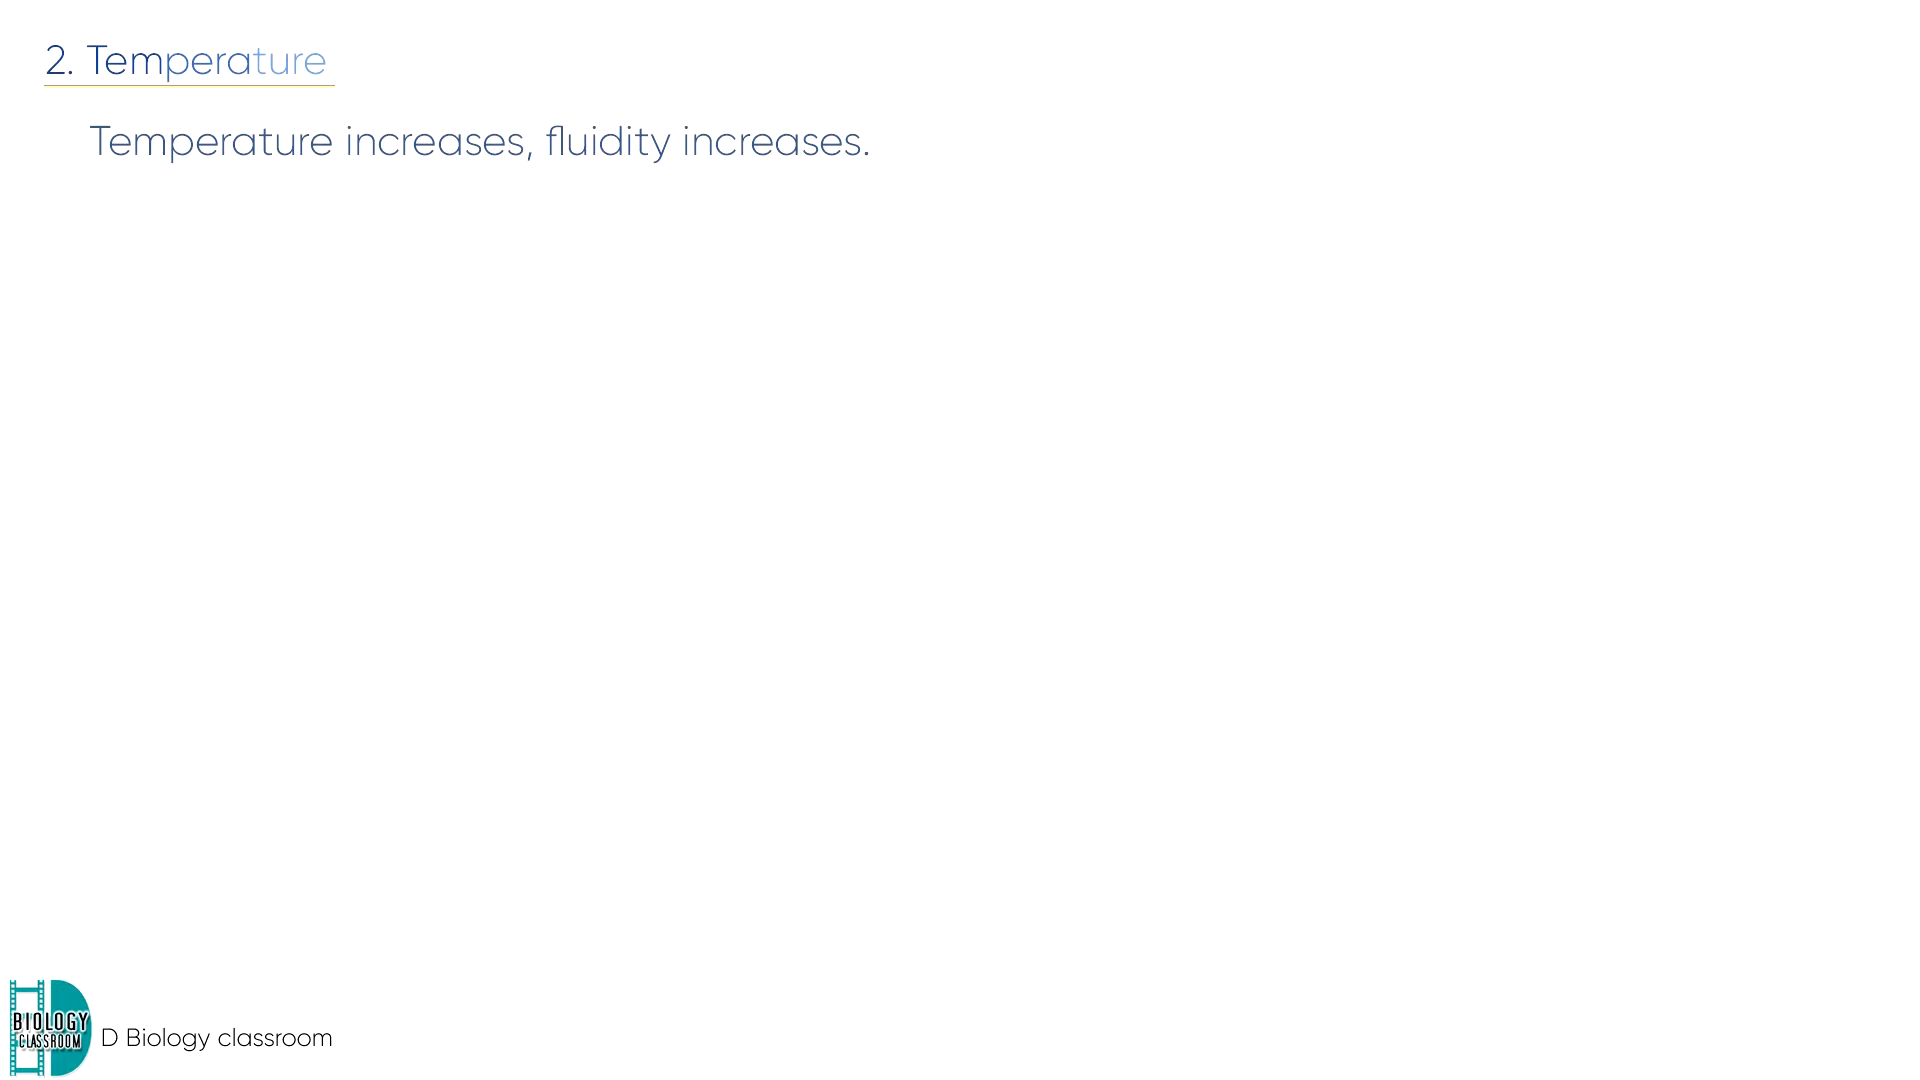 2. Temperature
Temperature increases, fluidity increases.
BIOLOGY
CLASSROOM
D Biology classroom